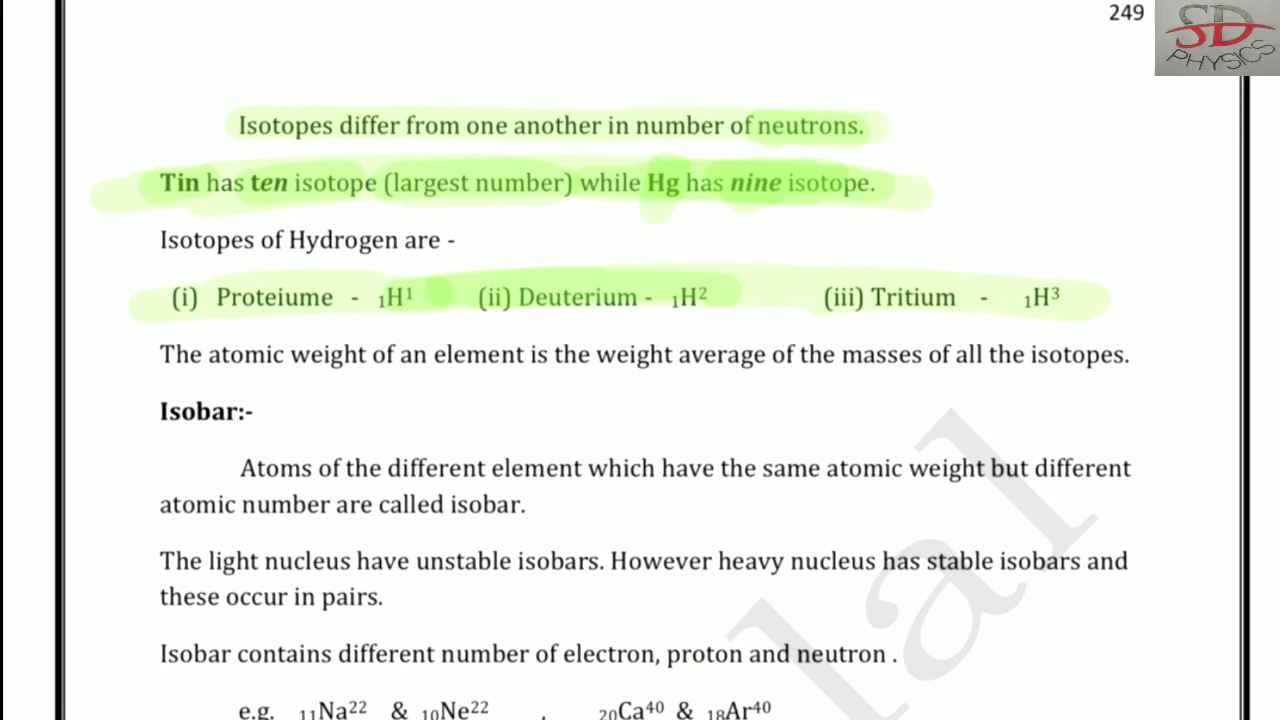 249
SD
PHYSICS
Isotopes differ from one another in number of neutrons.
Tin has ten isotope (largest number) while Hg has nine isotope.
Isotopes of Hydrogen are -
(i) Proteiume - ₁H¹ (ii) Deuterium - ₁H² (iii) Tritium - ₁H³
The atomic weight of an element is the weight average of the masses of all the isotopes.
Isobar:-
Atoms of the different element which have the same atomic weight but different
atomic number are called isobar.
The light nucleus have unstable isobars. However heavy nucleus has stable isobars and
these occur in pairs.
Isobar contains different number of electron, proton and neutron .
e.g. ₁₁Na²² & ₁₀Ne²² , ₂₀Ca⁴⁰ & ₁₈Ar⁴⁰
lal